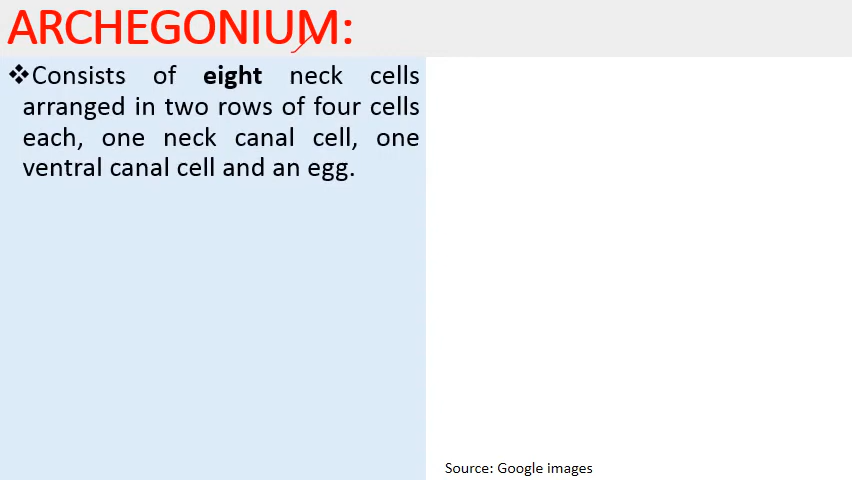 ARCHEGONIUM:
❖Consists of eight neck cells
arranged in two rows of four cells
each, one neck canal cell, one
ventral canal cell and an egg.
Source: Google images